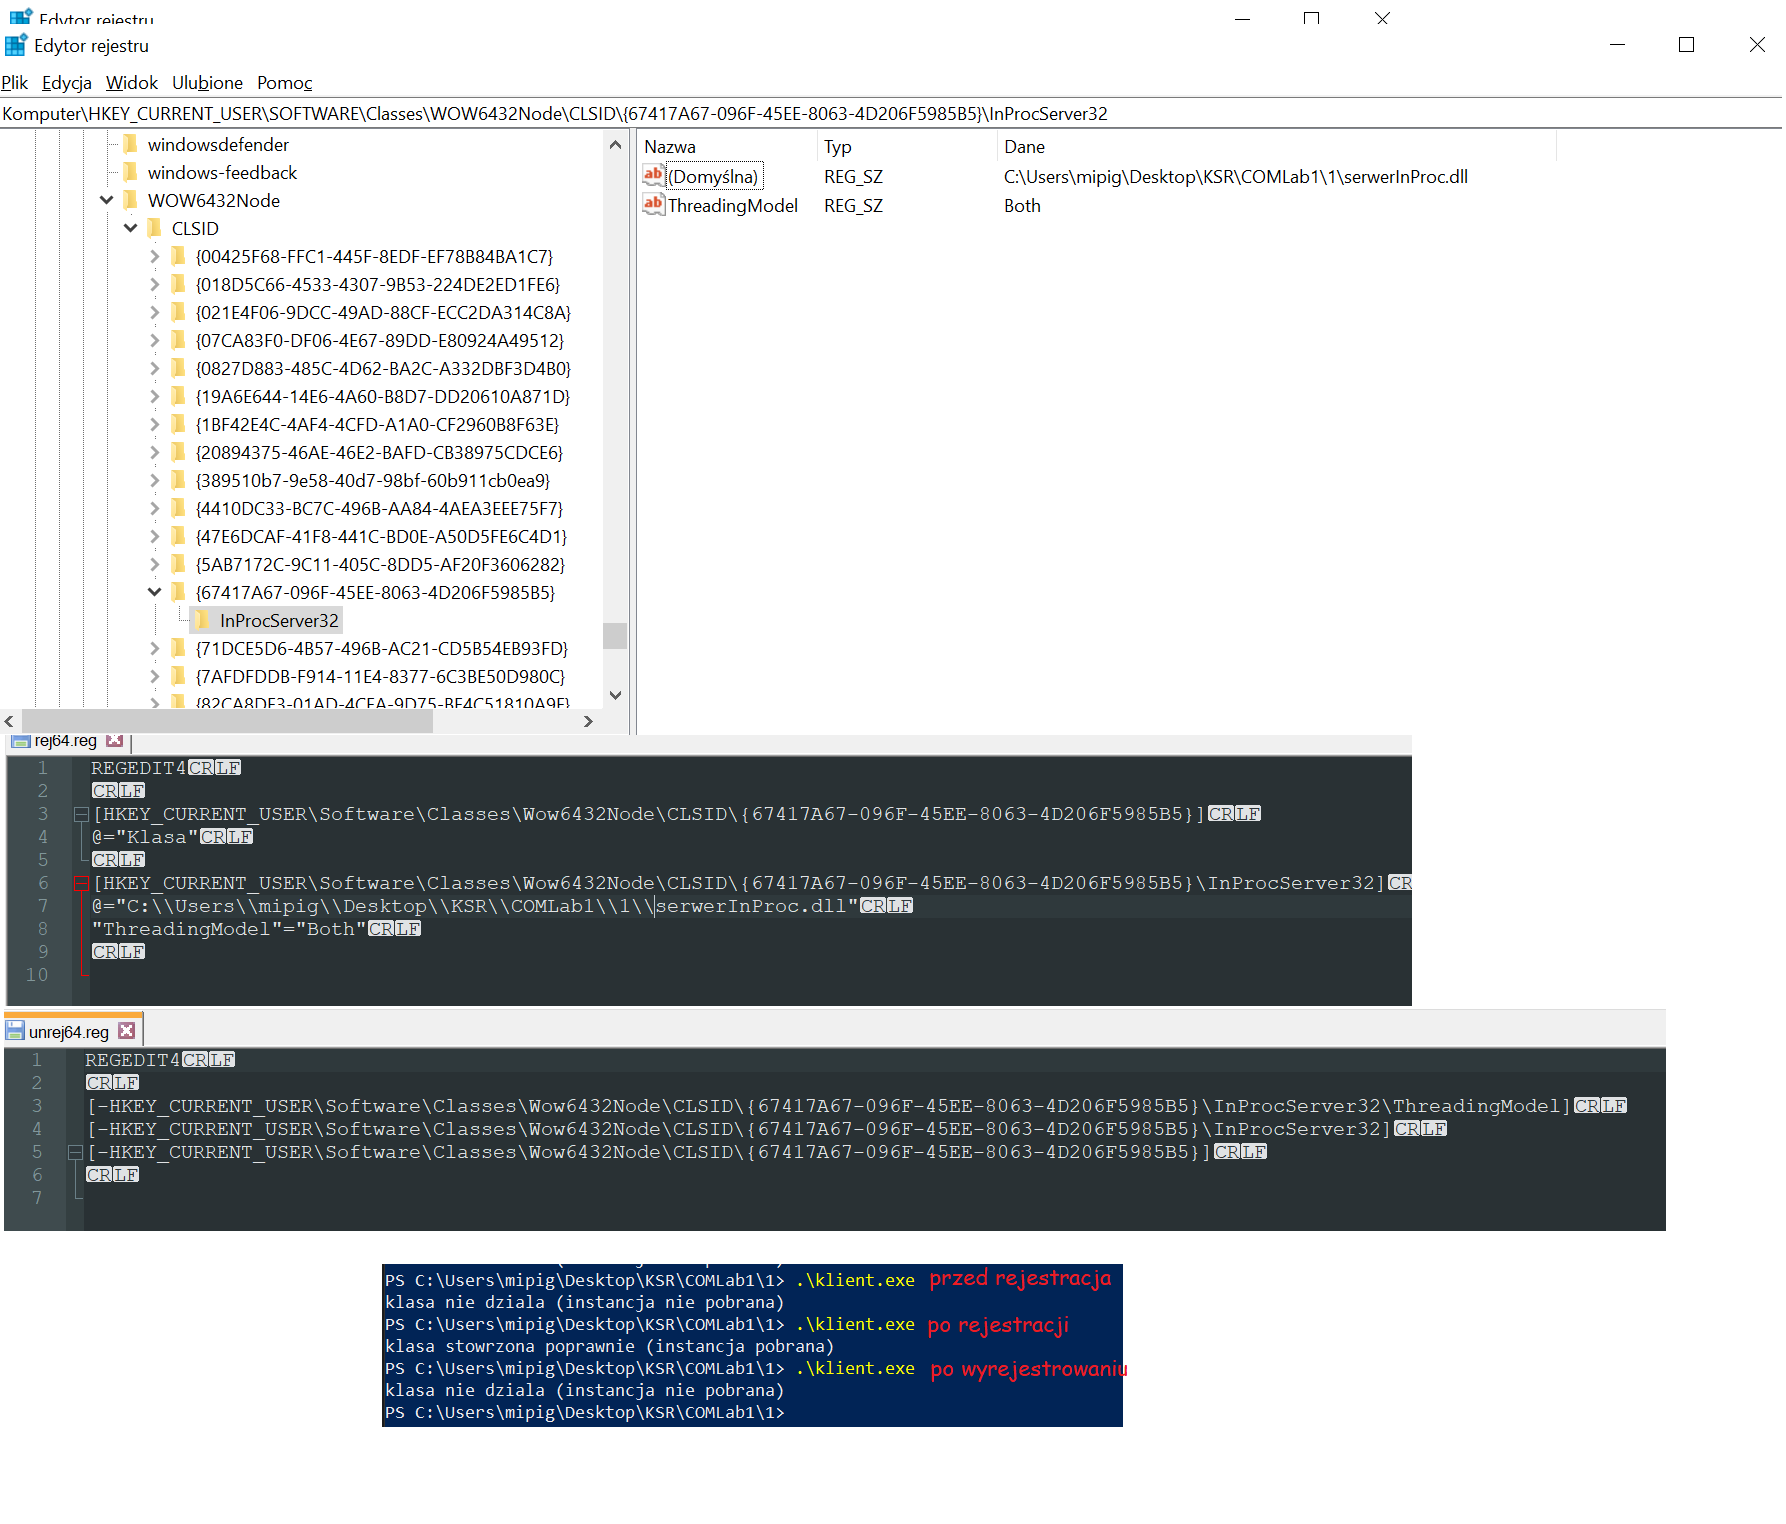 Edytor rejestru
Edytor rejestru
Plik Edycja Widok Ulubione Pomoc
Komputer\HKEY_CURRENT_USER\SOFTWARE\Classes\WOW6432Node\CLSID\{67417A67-096F-45EE-8063-4D206F5985B5}\InProcServer32
windowsdefender
windows-feedback
WOW6432Node
CLSID
{00425F68-FFC1-445F-8EDF-EF78B84BA1C7}
{018D5C66-4533-4307-9B53-224DE2ED1FE6}
{021E4F06-9DCC-49AD-88CF-ECC2DA314C8A}
{07CA83F0-DF06-4E67-89DD-E80924A49512}
{0827D883-485C-4D62-BA2C-A332DBF3D4B0}
{19A6E644-14E6-4A60-B8D7-DD20610A871D}
{1BF42E4C-4AF4-4CFD-A1A0-CF2960B8F63E}
{20894375-46AE-46E2-BAFD-CB38975CDCE6}
{389510b7-9e58-40d7-98bf-60b911cb0ea9}
{4410DC33-BC7C-496B-AA84-4AEA3EEE75F7}
{47E6DCAF-41F8-441C-BD0E-A50D5FE6C4D1}
{5AB7172C-9C11-405C-8DD5-AF20F3606282}
{67417A67-096F-45EE-8063-4D206F5985B5}
InProcServer32
{71DCE5D6-4B57-496B-AC21-CD5B54EB93FD}
{7AFDFDDB-F914-11E4-8377-6C3BE50D980C}
{82CA8DE3-01AD-4CEA-9D75-BE4C51810A9E}
Nazwa Typ Dane
(Domyślna) REG_SZ C:\Users\mipig\Desktop\KSR\COMLab1\1\serwerInProc.dll
ThreadingModel REG_SZ Both
rej64.reg
1 REGEDIT4CRLF
2 CRLF
3 [HKEY_CURRENT_USER\Software\Classes\Wow6432Node\CLSID\{67417A67-096F-45EE-8063-4D206F5985B5}]CRLF
4 @="Klasa"CRLF
5 CRLF
6 [HKEY_CURRENT_USER\Software\Classes\Wow6432Node\CLSID\{67417A67-096F-45EE-8063-4D206F5985B5}\InProcServer32]CR
7 @="C:\\Users\\mipig\\Desktop\\KSR\\COMLab1\\1\\serwerInProc.dll"CRLF
8 "ThreadingModel"="Both"CRLF
9 CRLF
10
unrej64.reg
1 REGEDIT4CRLF
2 CRLF
3 [-HKEY_CURRENT_USER\Software\Classes\Wow6432Node\CLSID\{67417A67-096F-45EE-8063-4D206F5985B5}\InProcServer32\ThreadingModel]CRLF
4 [-HKEY_CURRENT_USER\Software\Classes\Wow6432Node\CLSID\{67417A67-096F-45EE-8063-4D206F5985B5}\InProcServer32]CRLF
5 [-HKEY_CURRENT_USER\Software\Classes\Wow6432Node\CLSID\{67417A67-096F-45EE-8063-4D206F5985B5}]CRLF
6 CRLF
7
PS C:\Users\mipig\Desktop\KSR\COMLab1\1> .\klient.exe przed rejestracja
klasa nie dziala (instancja nie pobrana)
PS C:\Users\mipig\Desktop\KSR\COMLab1\1> .\klient.exe po rejestracji
klasa stowrzona poprawnie (instancja pobrana)
PS C:\Users\mipig\Desktop\KSR\COMLab1\1> .\klient.exe po wyrejestrowaniu
klasa nie dziala (instancja nie pobrana)
PS C:\Users\mipig\Desktop\KSR\COMLab1\1>